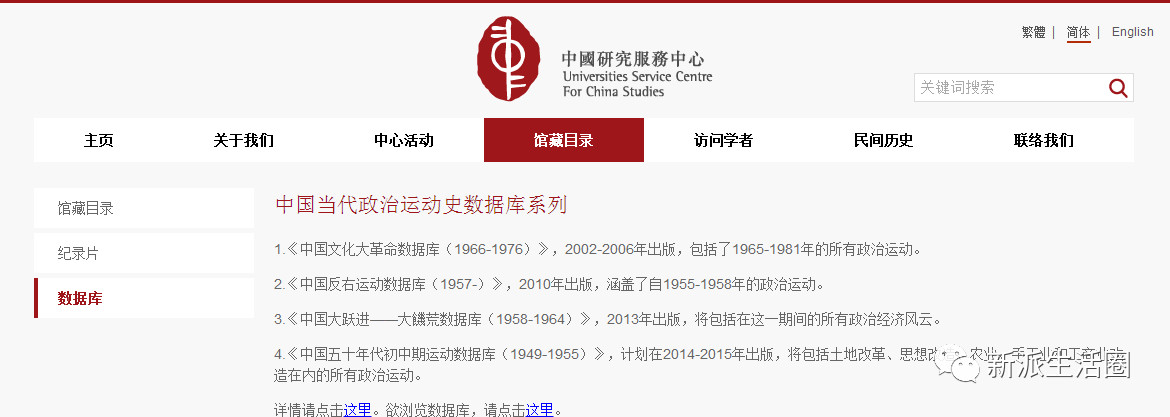 繁體 | 简体 | English
中國研究服務中心
Universities Service Centre
For China Studies
关键词搜索
主页 关于我们 中心活动 馆藏目录 访问学者 民间历史 联络我们
馆藏目录
纪录片
数据库
中国当代政治运动史数据库系列
1.《中国文化大革命数据库（1966-1976）》，2002-2006年出版，包括了1965-1981年的所有政治运动。
2.《中国反右运动数据库（1957-）》，2010年出版，涵盖了自1955-1958年的政治运动。
3.《中国大跃进——大饑荒数据库（1958-1964）》，2013年出版，将包括在这一期间的所有政治经济风云。
4.《中国五十年代初中期运动数据库（1949-1955）》，计划在2014-2015年出版，将包括土地改革、思想改造、农业、手工业和工商业改
造在内的所有政治运动。
详情请点击这里。欲浏览数据库，请点击这里。
新派生活圈